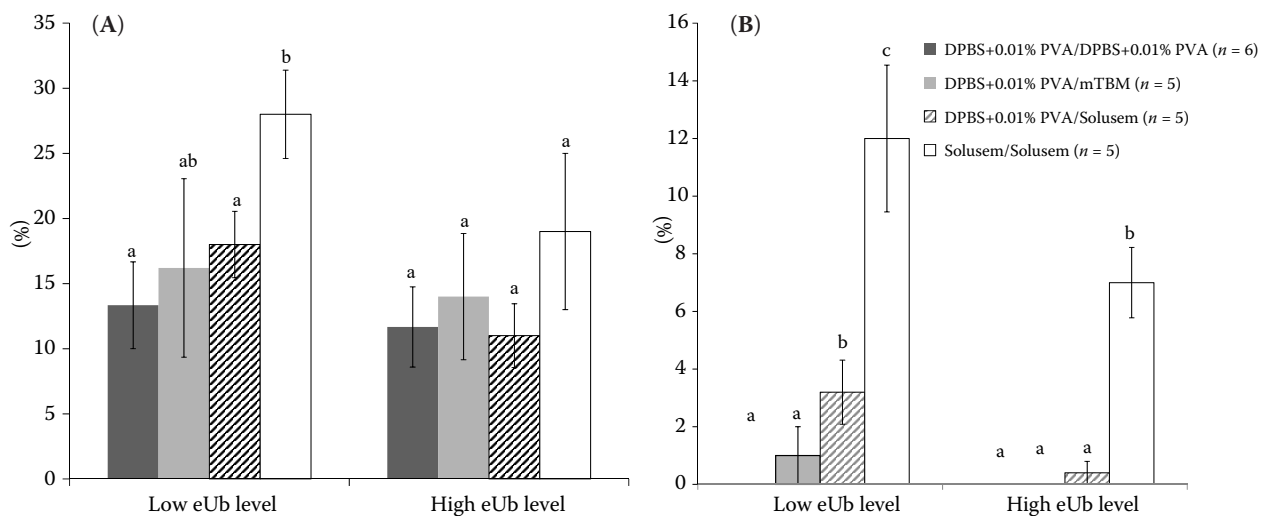 (A)
35
30
25
20
15
10
5
0
(%)
a
ab
a
b
a
a
a
a
Low eUb level
High eUb level
(B)
16
14
12
10
8
6
4
2
0
(%)
a
a
b
c
a
a
a
b
Low eUb level
High eUb level
DPBS+0.01% PVA/DPBS+0.01% PVA (n = 6)
DPBS+0.01% PVA/mTBM (n = 5)
DPBS+0.01% PVA/Solusem (n = 5)
Solusem/Solusem (n = 5)